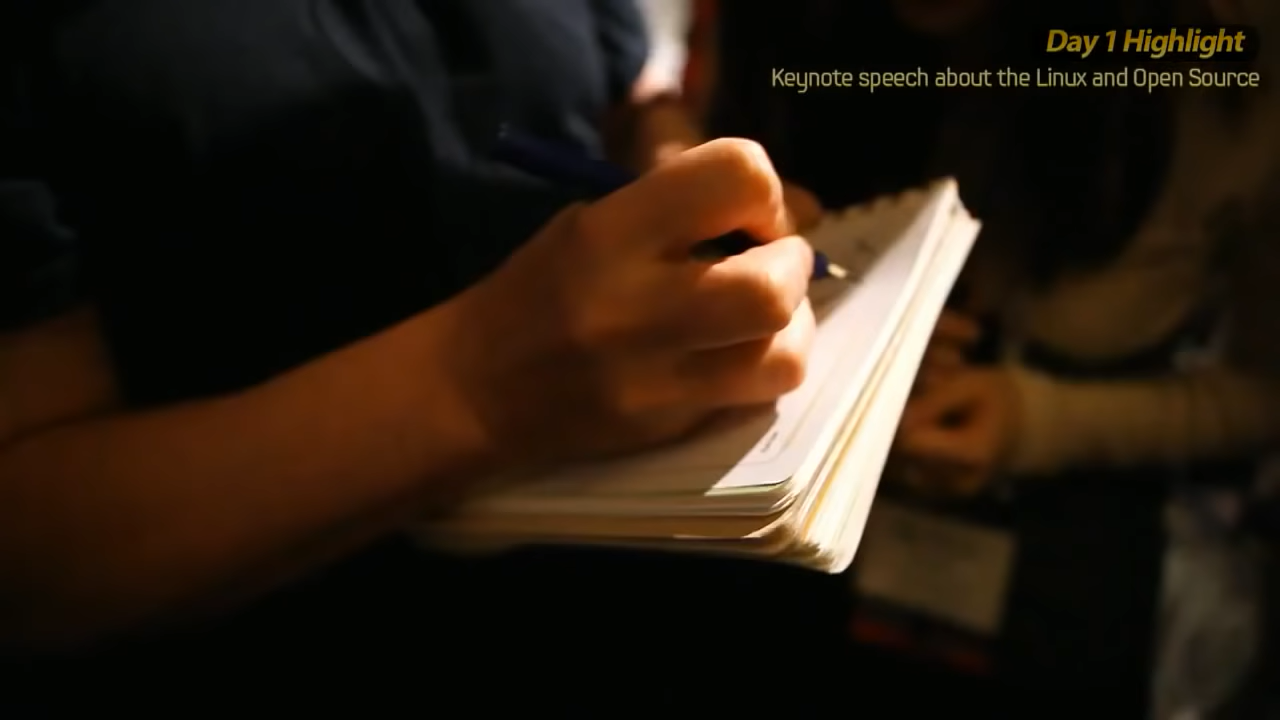 Day 1 Highlight
Keynote speech about the Linux and Open Source